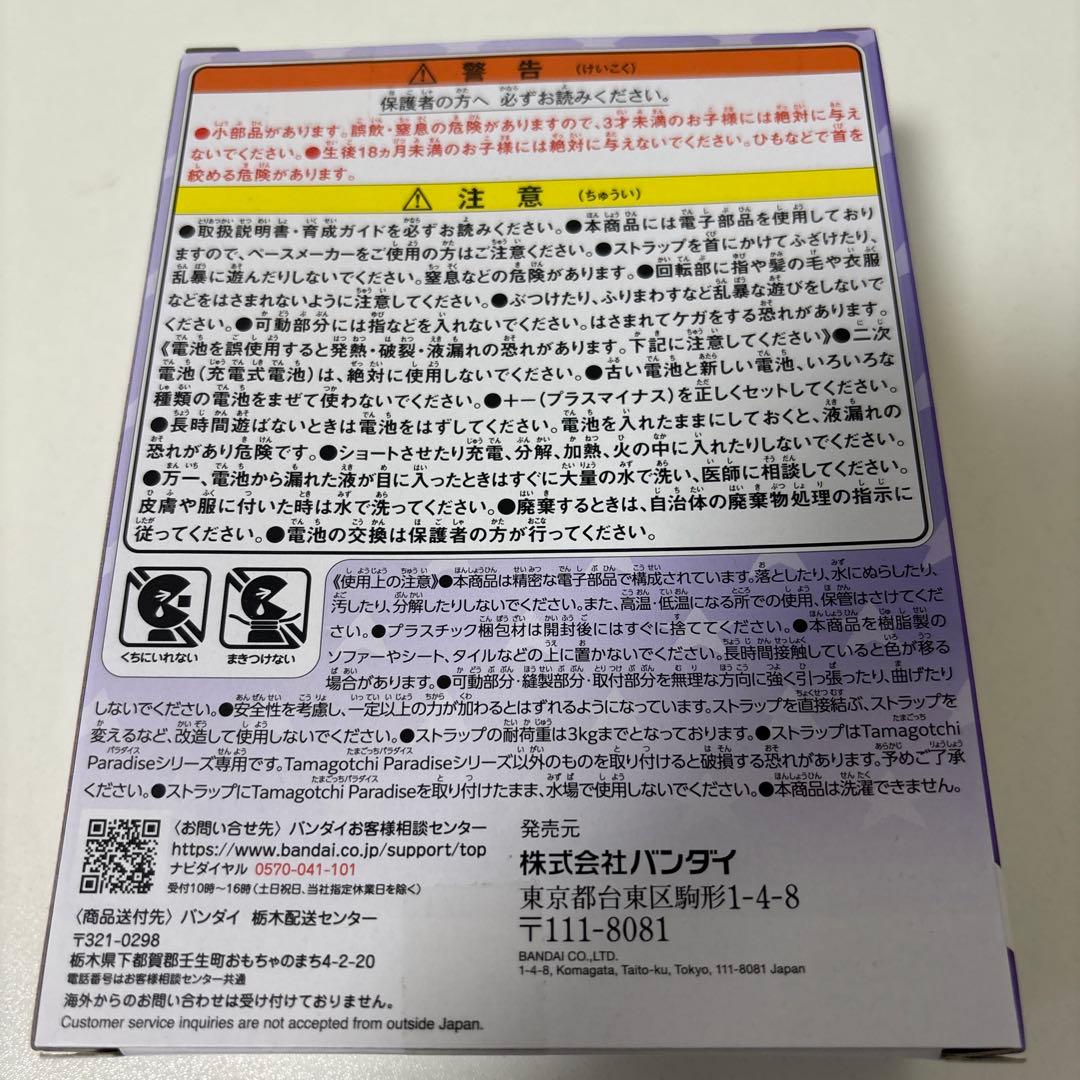 ⚠ 警告 (けいこく)
保護者の方へ 必ずお読みください。
●小部品があります。誤飲・窒息の危険がありますので、3才未満のお子様には絶対に与え
ないでください。●生後18ヵ月未満のお子様には絶対に与えないでください。ひもなどで首を
絞める危険があります。
⚠ 注意 (ちゅうい)
●取扱説明書・育成ガイドを必ずお読みください。●本商品には電子部品を使用しており
ますので、ペースメーカーをご使用の方はご注意ください。●ストラップを首にかけてふざけたり、
乱暴に遊んだりしないでください。窒息などの危険があります。●回転部に指や髪の毛や衣服
などをはさまれないように注意してください。●ぶつけたり、ふりまわすなど乱暴な遊びをしないで
ください。●可動部分には指などを入れないでください。はさまれてケガをする恐れがあります。
《電池を誤使用すると発熱・破裂・液漏れの恐れがあります。下記に注意してください》●二次
電池(充電式電池)は、絶対に使用しないでください。●古い電池と新しい電池、いろいろな
種類の電池をまぜて使わないでください。●+−(プラスマイナス)を正しくセットしてください。
●長時間遊ばないときは電池をはずしてください。電池を入れたままにしておくと、液漏れの
恐れがあり危険です。●ショートさせたり充電、分解、加熱、火の中に入れたりしないでください。
●万一、電池から漏れた液が目に入ったときはすぐに大量の水で洗い、医師に相談してください。
皮膚や服に付いた時は水で洗ってください。●廃棄するときは、自治体の廃棄物処理の指示に
従ってください。●電池の交換は保護者の方が行ってください。
くちにいれない
まきつけない
《使用上の注意》●本商品は精密な電子部品で構成されています。落としたり、水にぬらしたり、
汚したり、分解したりしないでください。また、高温・低温になる所での使用、保管はさけてくだ
さい。●プラスチック梱包材は開封後にはすぐに捨ててください。●本商品を樹脂製の
ソファーやシート、タイルなどの上に置かないでください。長時間接触していると色が移る
場合があります。●可動部分・縫製部分・取付部分を無理な方向に強く引っ張ったり、曲げたり
しないでください。●安全性を考慮し、一定以上の力が加わるとはずれるようになっています。ストラップを直接結ぶ、ストラップを
変えるなど、改造して使用しないでください。●ストラップの耐荷重は3kgまでとなっております。●ストラップはTamagotchi
Paradiseシリーズ専用です。Tamagotchi Paradiseシリーズ以外のものを取り付けると破損する恐れがあります。予めご了承
ください。●ストラップにTamagotchi Paradiseを取り付けたまま、水場で使用しないでください。●本商品は洗濯できません。
〈お問い合せ先〉バンダイお客様相談センター
https://www.bandai.co.jp/support/top
ナビダイヤル 0570-041-101
受付10時〜16時(土日祝日、当社指定休業日を除く)
〈商品送付先〉バンダイ 栃木配送センター
〒321-0298
栃木県下都賀郡壬生町おもちゃのまち4-2-20
電話番号はお客様相談センター共通
海外からのお問い合わせは受け付けておりません。
Customer service inquiries are not accepted from outside Japan.
発売元
株式会社バンダイ
東京都台東区駒形1-4-8
〒111-8081
BANDAI CO.,LTD.
1-4-8, Komagata, Taito-ku, Tokyo, 111-8081 Japan